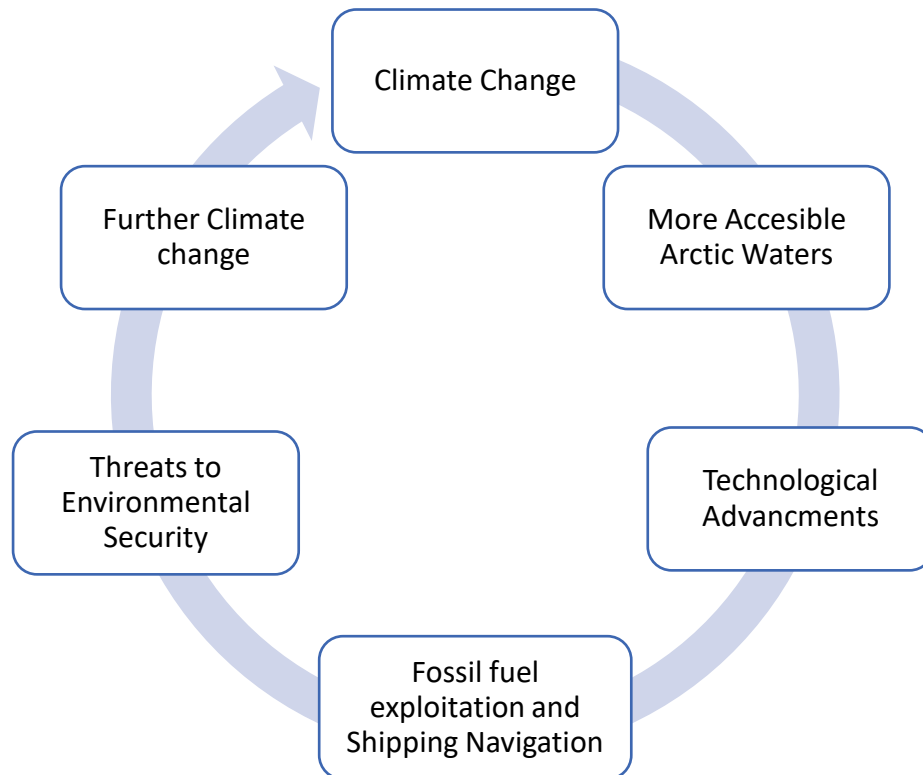 Climate Change
More Accesible
Arctic Waters
Technological
Advancments
Fossil fuel
exploitation and
Shipping Navigation
Threats to
Environmental
Security
Further Climate
change